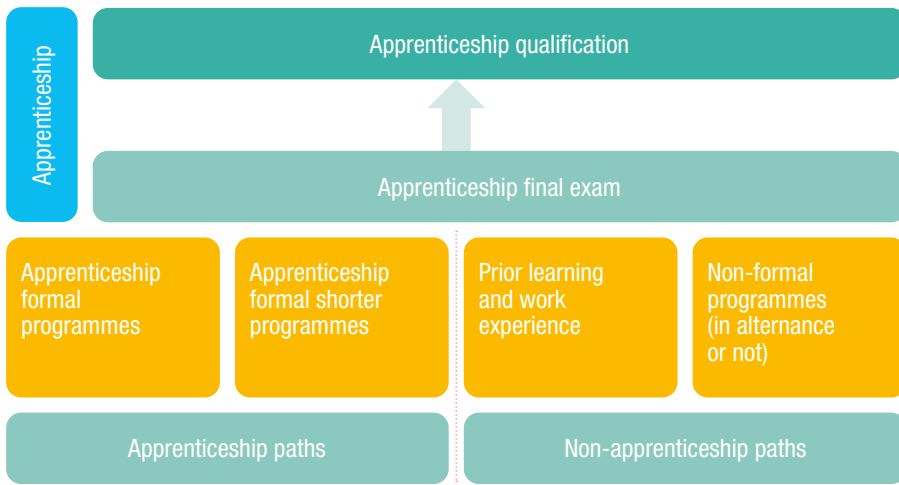 Apprenticeship
Apprenticeship qualification
Apprenticeship final exam
Apprenticeship
formal
programmes
Apprenticeship
formal shorter
programmes
Prior learning
and work
experience
Non-formal
programmes
(in alternance
or not)
Apprenticeship paths
Non-apprenticeship paths